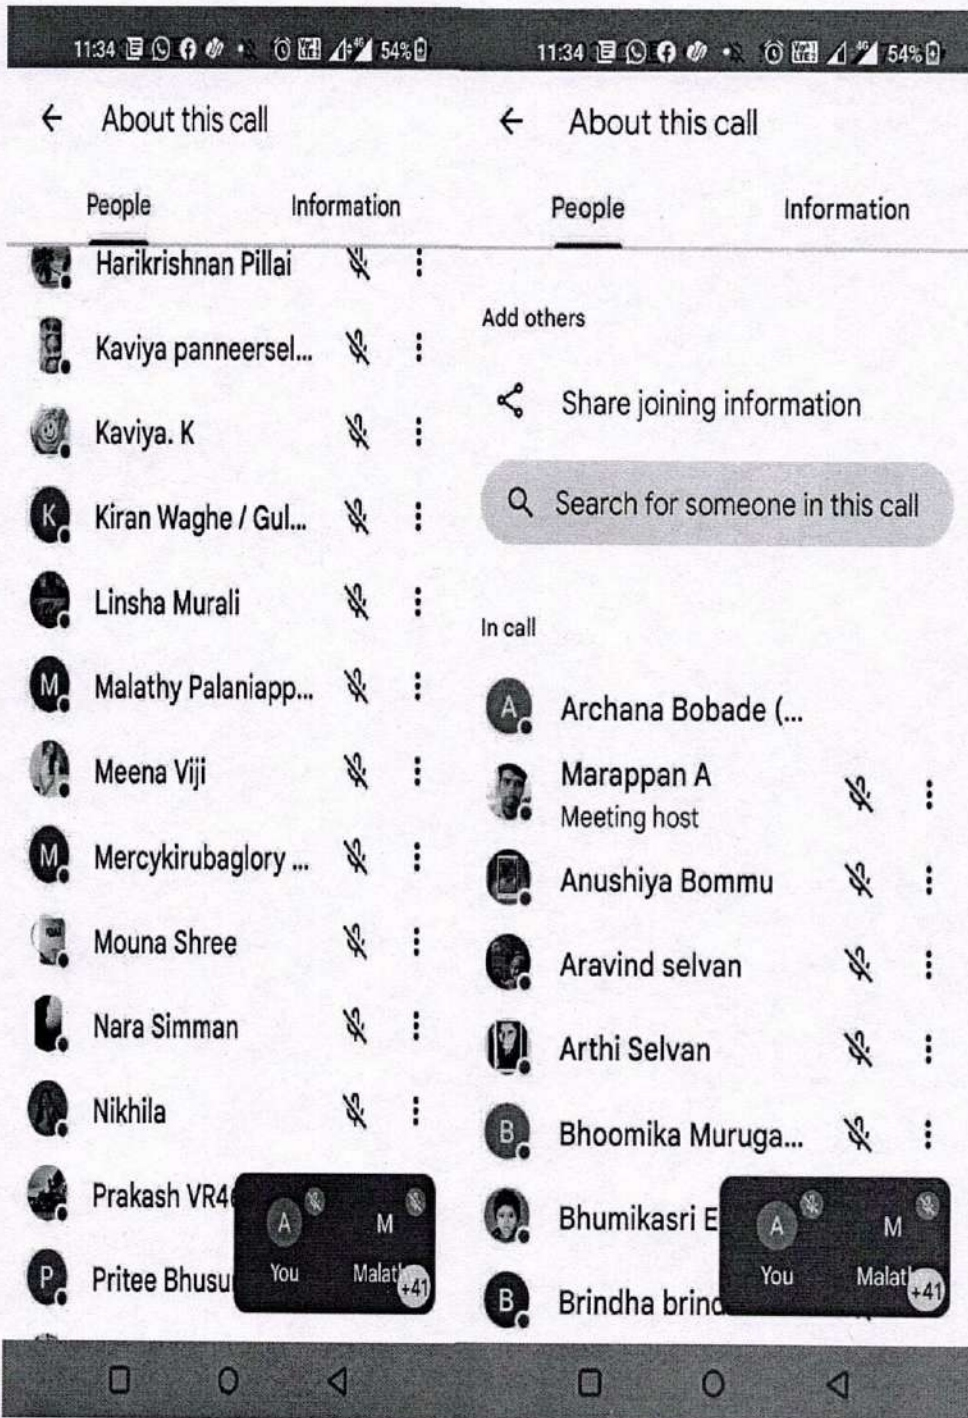 11:34 54%
About this call
People Information
Harikrishnan Pillai
Kaviya panneersel...
Kaviya. K
K Kiran Waghe / Gul...
Linsha Murali
M Malathy Palaniapp...
Meena Viji
M Mercykirubaglory ...
Mouna Shree
Nara Simman
Nikhila
Prakash VR4
P Pritee Bhusu
A M
You Malat
+41
11:34 4G 54%
About this call
People Information
Add others
Share joining information
Search for someone in this call
In call
A Archana Bobade (...
Marappan A
Meeting host
Anushiya Bommu
Aravind selvan
Arthi Selvan
B Bhoomika Muruga...
Bhumikasri E
B Brindha brind
A M
You Malat
+41